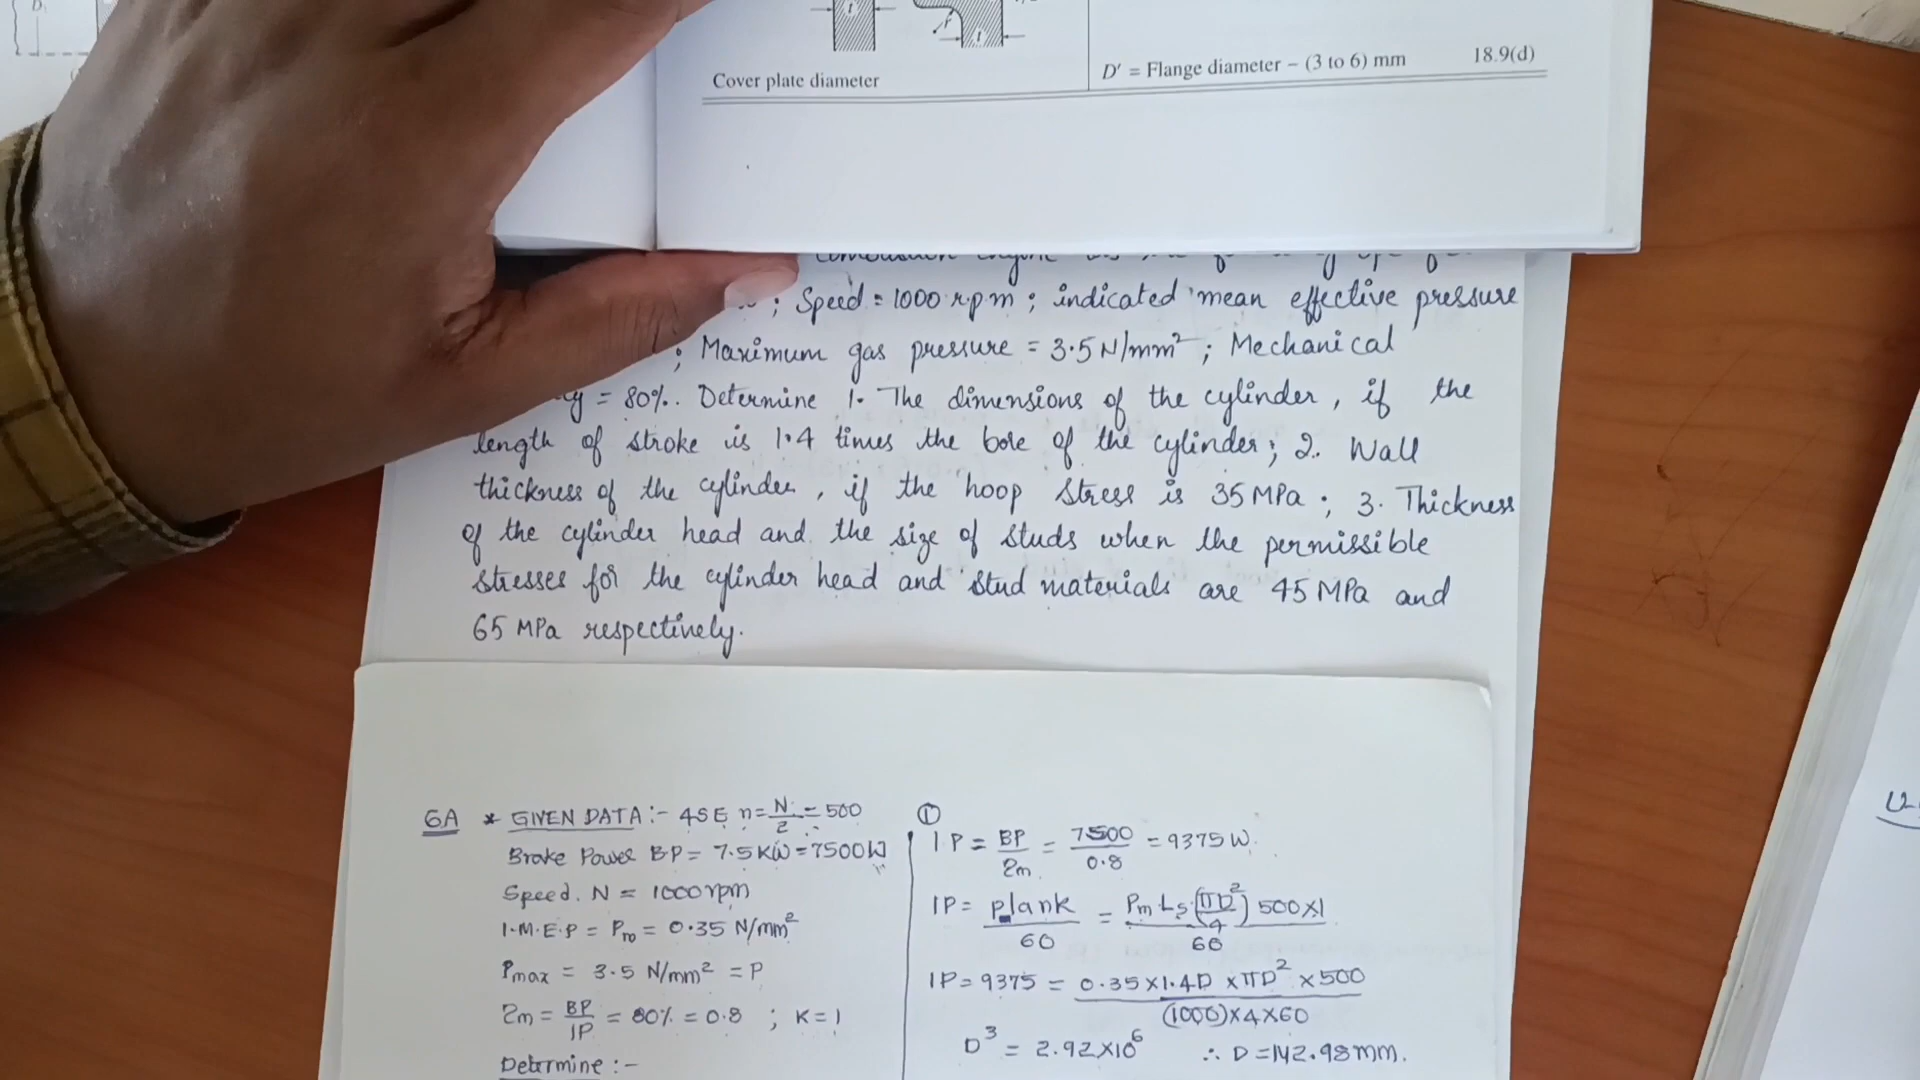 D
t
r
t
Cover plate diameter
D' = Flange diameter – (3 to 6) mm 18.9(d)
; Speed = 1000 r.p.m ; indicated mean effective pressure
; Maximum gas pressure = 3.5 N/mm² ; Mechanical
= 80%. Determine 1. The dimensions of the cylinder, if the
length of stroke is 1.4 times the bore of the cylinder; 2. Wall
thickness of the cylinder, if the hoop stress is 35 MPa ; 3. Thickness
of the cylinder head and the size of studs when the permissible
stresses for the cylinder head and stud materials are 45 MPa and
65 MPa respectively.
6A * GIVEN DATA :- 4SE n = N/2 = 500
Brake Power BP = 7.5 KW = 7500W
Speed. N = 1000 rpm
I.M.E.P = Pm = 0.35 N/mm²
Pmax = 3.5 N/mm² = P
ηm = BP/IP = 80% = 0.8 ; K = 1
Determine :-
①
IP = BP/ηm = 7500/0.8 = 9375 W.
IP = plank/60 = Pm Ls (πD²/4) 500×1/60
IP = 9375 = 0.35×1.4D × πD² × 500/(1000)×4×60
D³ = 2.92×10⁶ ∴ D = 142.98 mm.